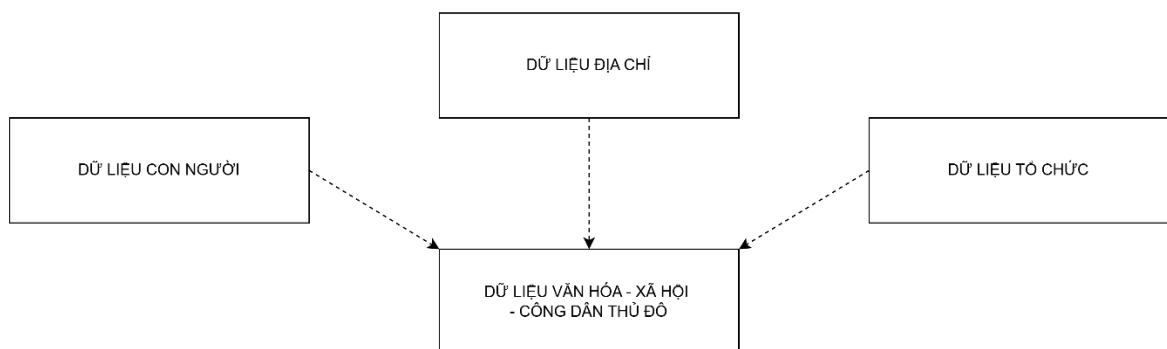 DỮ LIỆU ĐỊA CHỈ
DỮ LIỆU CON NGƯỜI
DỮ LIỆU TỔ CHỨC
DỮ LIỆU VĂN HÓA - XÃ HỘI
- CÔNG DÂN THỦ ĐÔ